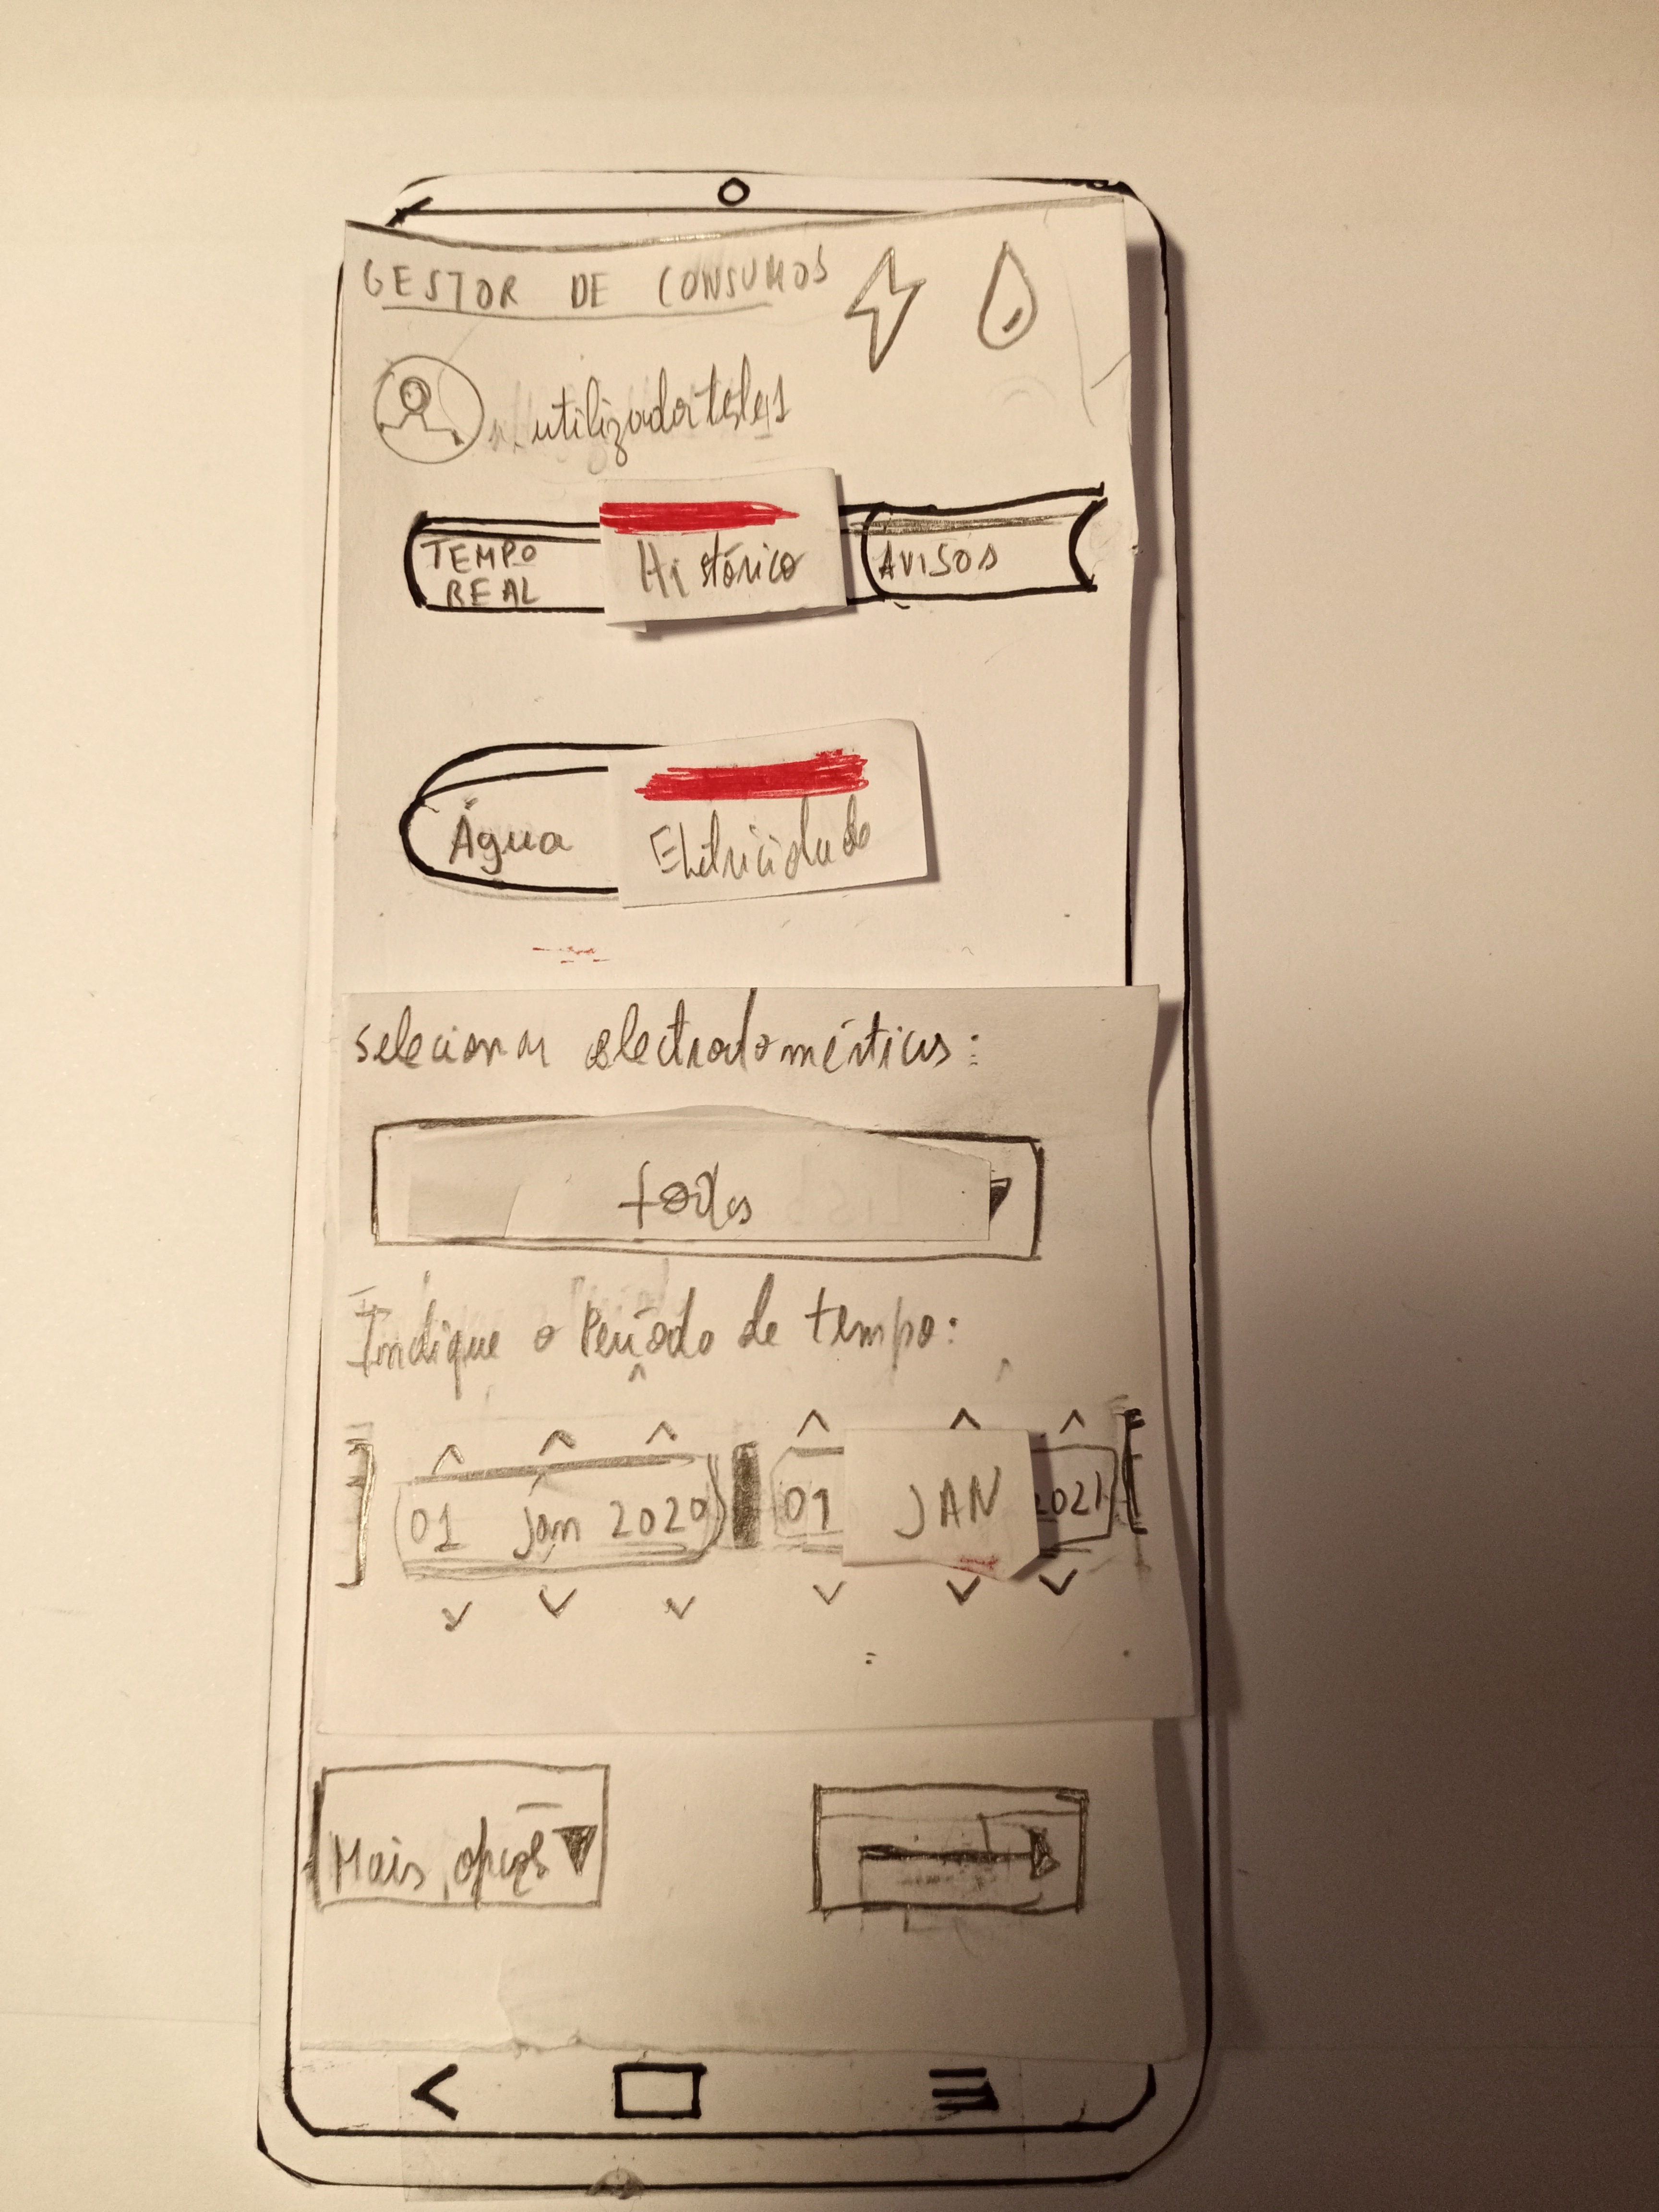 GESTOR DE CONSUMOS
utilizadorteste1
TEMPO REAL
Histórico
AVISOS
Água
Eletricidade
selecionar electrodomésticos:
todos
Indique o Período de tempo:
01 Jan 2020
01 JAN 2021
Mais opções